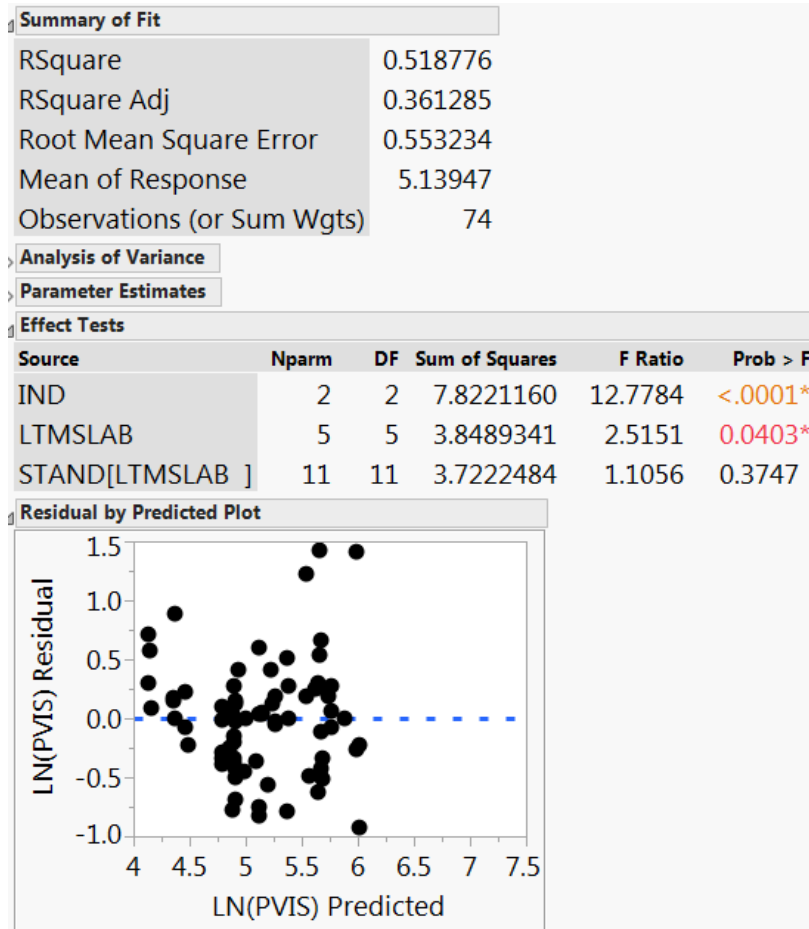 Summary of Fit
RSquare 0.518776
RSquare Adj 0.361285
Root Mean Square Error 0.553234
Mean of Response 5.13947
Observations (or Sum Wgts) 74
Analysis of Variance
Parameter Estimates
Effect Tests
Source Nparm DF Sum of Squares F Ratio Prob > F
IND 2 2 7.8221160 12.7784 <.0001*
LTMSLAB 5 5 3.8489341 2.5151 0.0403*
STAND[LTMSLAB ] 11 11 3.7222484 1.1056 0.3747
Residual by Predicted Plot
LN(PVIS) Residual
1.5
1.0
0.5
0.0
-0.5
-1.0
4 4.5 5 5.5 6 6.5 7 7.5
LN(PVIS) Predicted